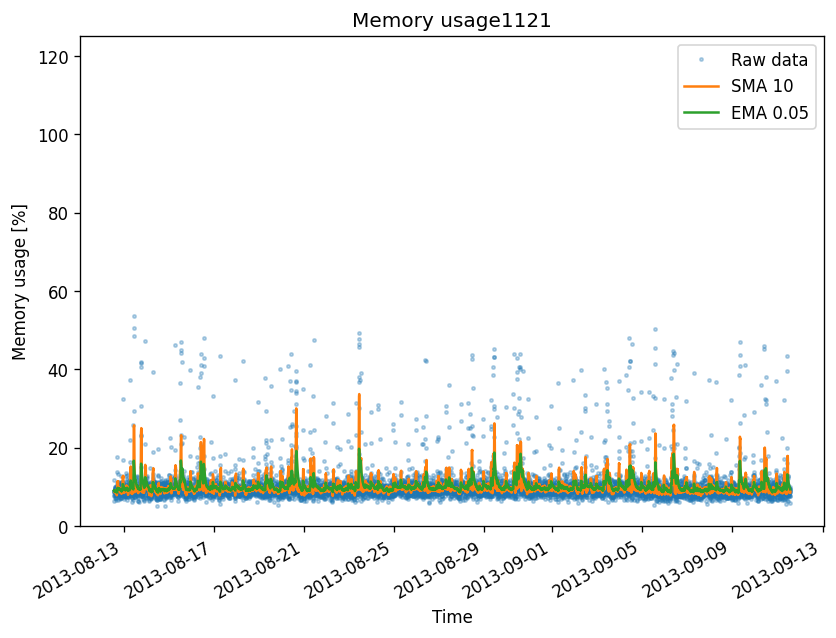 Memory usage1121
Raw data
SMA 10
EMA 0.05
Memory usage [%]
120
100
80
60
40
20
0
2013-08-13
2013-08-17
2013-08-21
2013-08-25
2013-08-29
2013-09-01
2013-09-05
2013-09-09
2013-09-13
Time